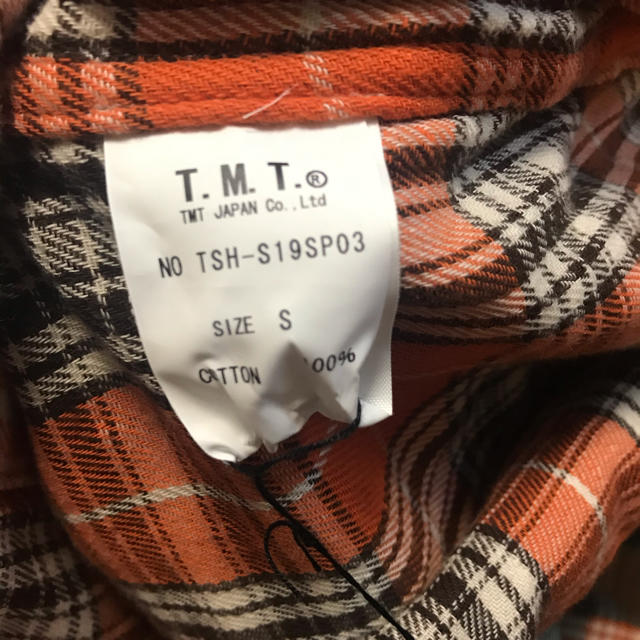 T.M.T.®
TMT JAPAN Co.,Ltd
NO TSH-S19SP03
SIZE S
COTTON 100%